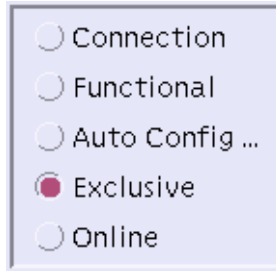 Connection
Functional
Auto Config ...
Exclusive
Online